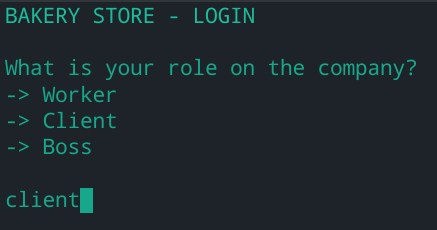 BAKERY STORE - LOGIN
What is your role on the company?
-> Worker
-> Client
-> Boss
client